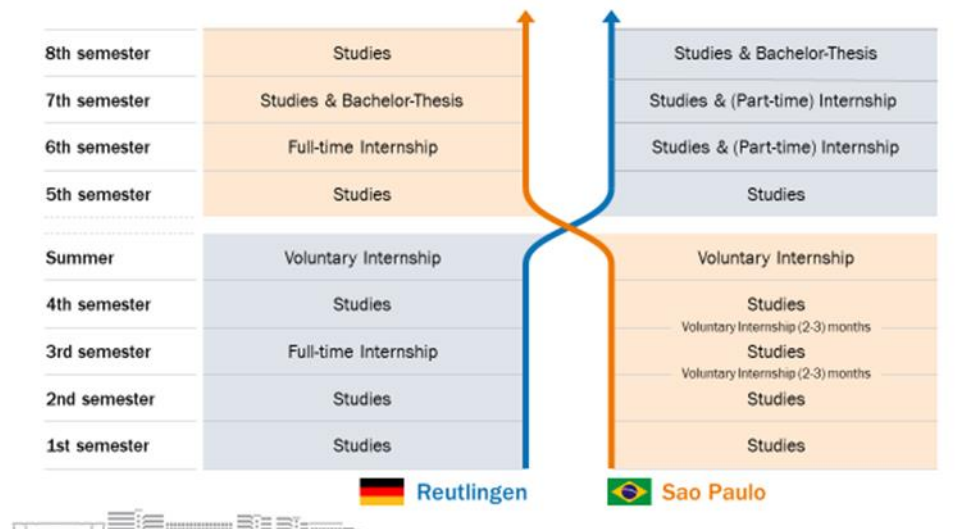 8th semester Studies Studies & Bachelor-Thesis
7th semester Studies & Bachelor-Thesis Studies & (Part-time) Internship
6th semester Full-time Internship Studies & (Part-time) Internship
5th semester Studies Studies
Summer Voluntary Internship Voluntary Internship
4th semester Studies Studies
Voluntary Internship (2-3) months
3rd semester Full-time Internship Studies
Voluntary Internship (2-3) months
2nd semester Studies Studies
1st semester Studies Studies
Reutlingen Sao Paulo